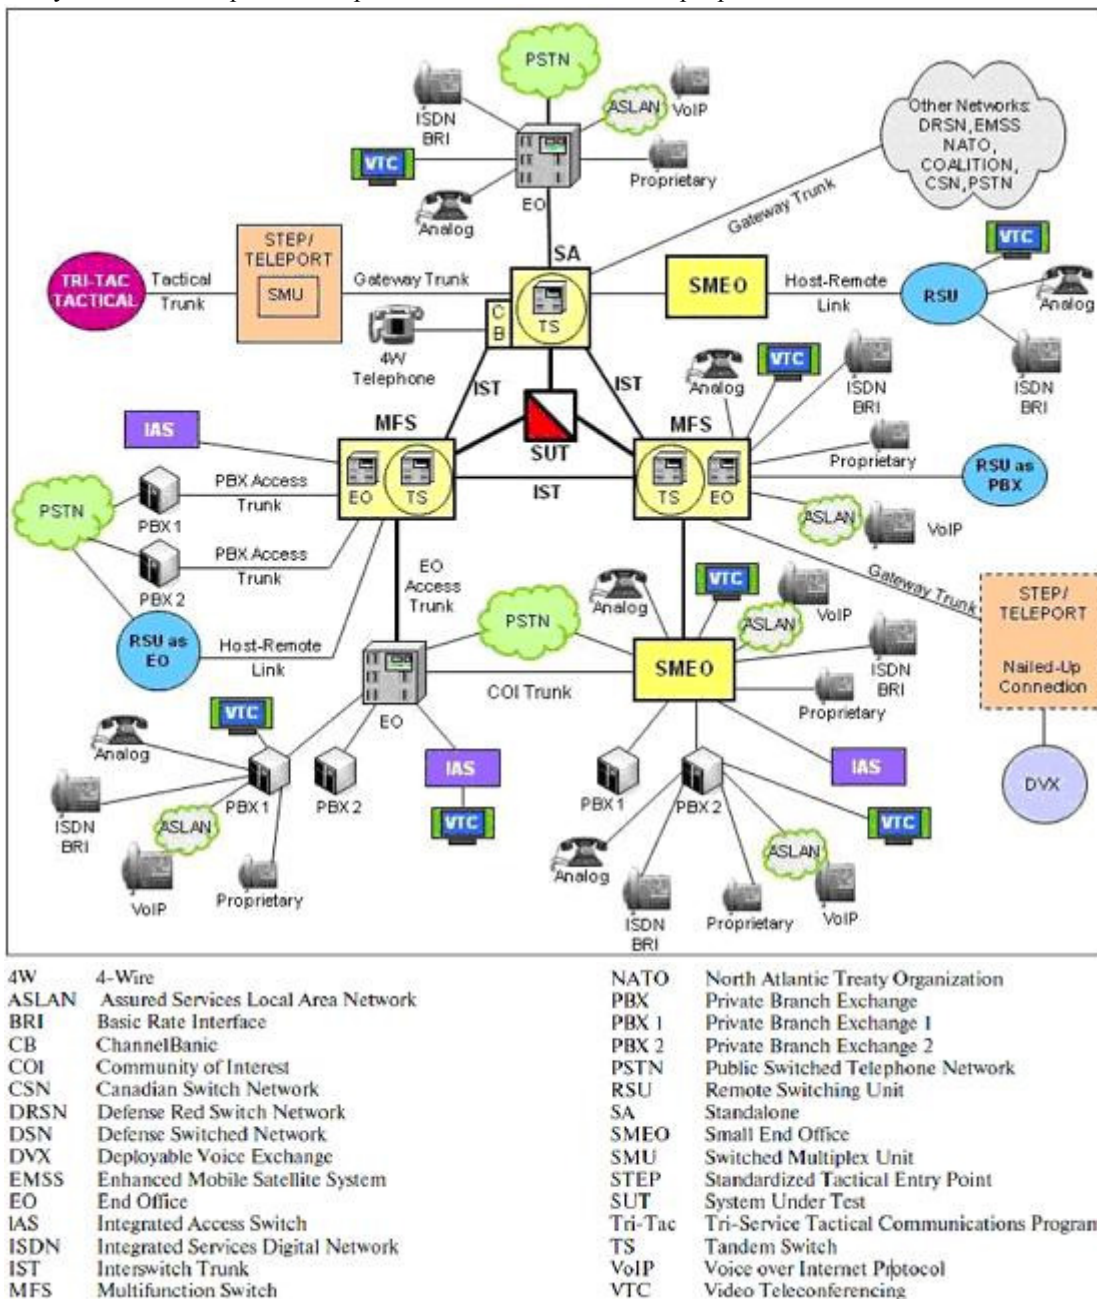 PSTN
ISDN
BRI
ASLAN
VoIP
VTC
Proprietary
EO
Analog
Other Networks:
DRSN, EMSS
NATO,
COALITION,
CSN, PSTN
Gateway Trunk
SA
STEP/
TELEPORT
SMU
TRI-TAC
TACTICAL
Tactical
Trunk
Gateway Trunk
C
B
TS
SMEO
Host-Remote
Link
RSU
VTC
Analog
ISDN
BRI
4W
Telephone
IST
IST
SUT
IST
Analog
VTC
ISDN
BRI
Proprietary
MFS
EO
TS
MFS
TS
EO
IAS
PSTN
PBX 1
PBX Access
Trunk
PBX 2
PBX Access
Trunk
RSU as
EO
Host-Remote
Link
RSU as
PBX
ASLAN
VoIP
Gateway Trunk
EO
Access
Trunk
PSTN
Analog
VTC
VoIP
ASLAN
STEP/
TELEPORT
Nailed-Up
Connection
DVX
EO
COI Trunk
SMEO
ISDN
BRI
Proprietary
VTC
Analog
ISDN
BRI
PBX 1
PBX 2
ASLAN
VoIP
Proprietary
IAS
VTC
PBX 1
PBX 2
IAS
VTC
Analog
ISDN
BRI
Proprietary
ASLAN
VoIP
4W 4-Wire
ASLAN Assured Services Local Area Network
BRI Basic Rate Interface
CB ChannelBanic
COI Community of Interest
CSN Canadian Switch Network
DRSN Defense Red Switch Network
DSN Defense Switched Network
DVX Deployable Voice Exchange
EMSS Enhanced Mobile Satellite System
EO End Office
IAS Integrated Access Switch
ISDN Integrated Services Digital Network
IST Interswitch Trunk
MFS Multifunction Switch
NATO North Atlantic Treaty Organization
PBX Private Branch Exchange
PBX 1 Private Branch Exchange 1
PBX 2 Private Branch Exchange 2
PSTN Public Switched Telephone Network
RSU Remote Switching Unit
SA Standalone
SMEO Small End Office
SMU Switched Multiplex Unit
STEP Standardized Tactical Entry Point
SUT System Under Test
Tri-Tac Tri-Service Tactical Communications Program
TS Tandem Switch
VoIP Voice over Internet Protocol
VTC Video Teleconferencing